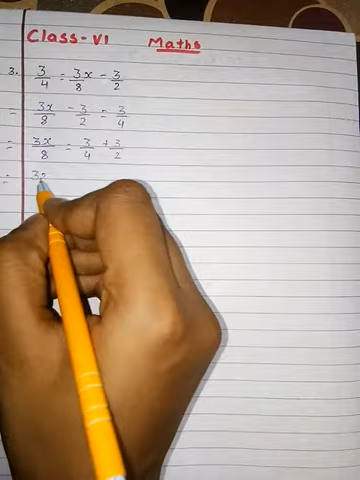 Class-VI Maths
3. 3/4 = 3x/8 - 3/2
= 3x/8 - 3/2 = 3/4
= 3x/8 = 3/4 + 3/2
= 3x